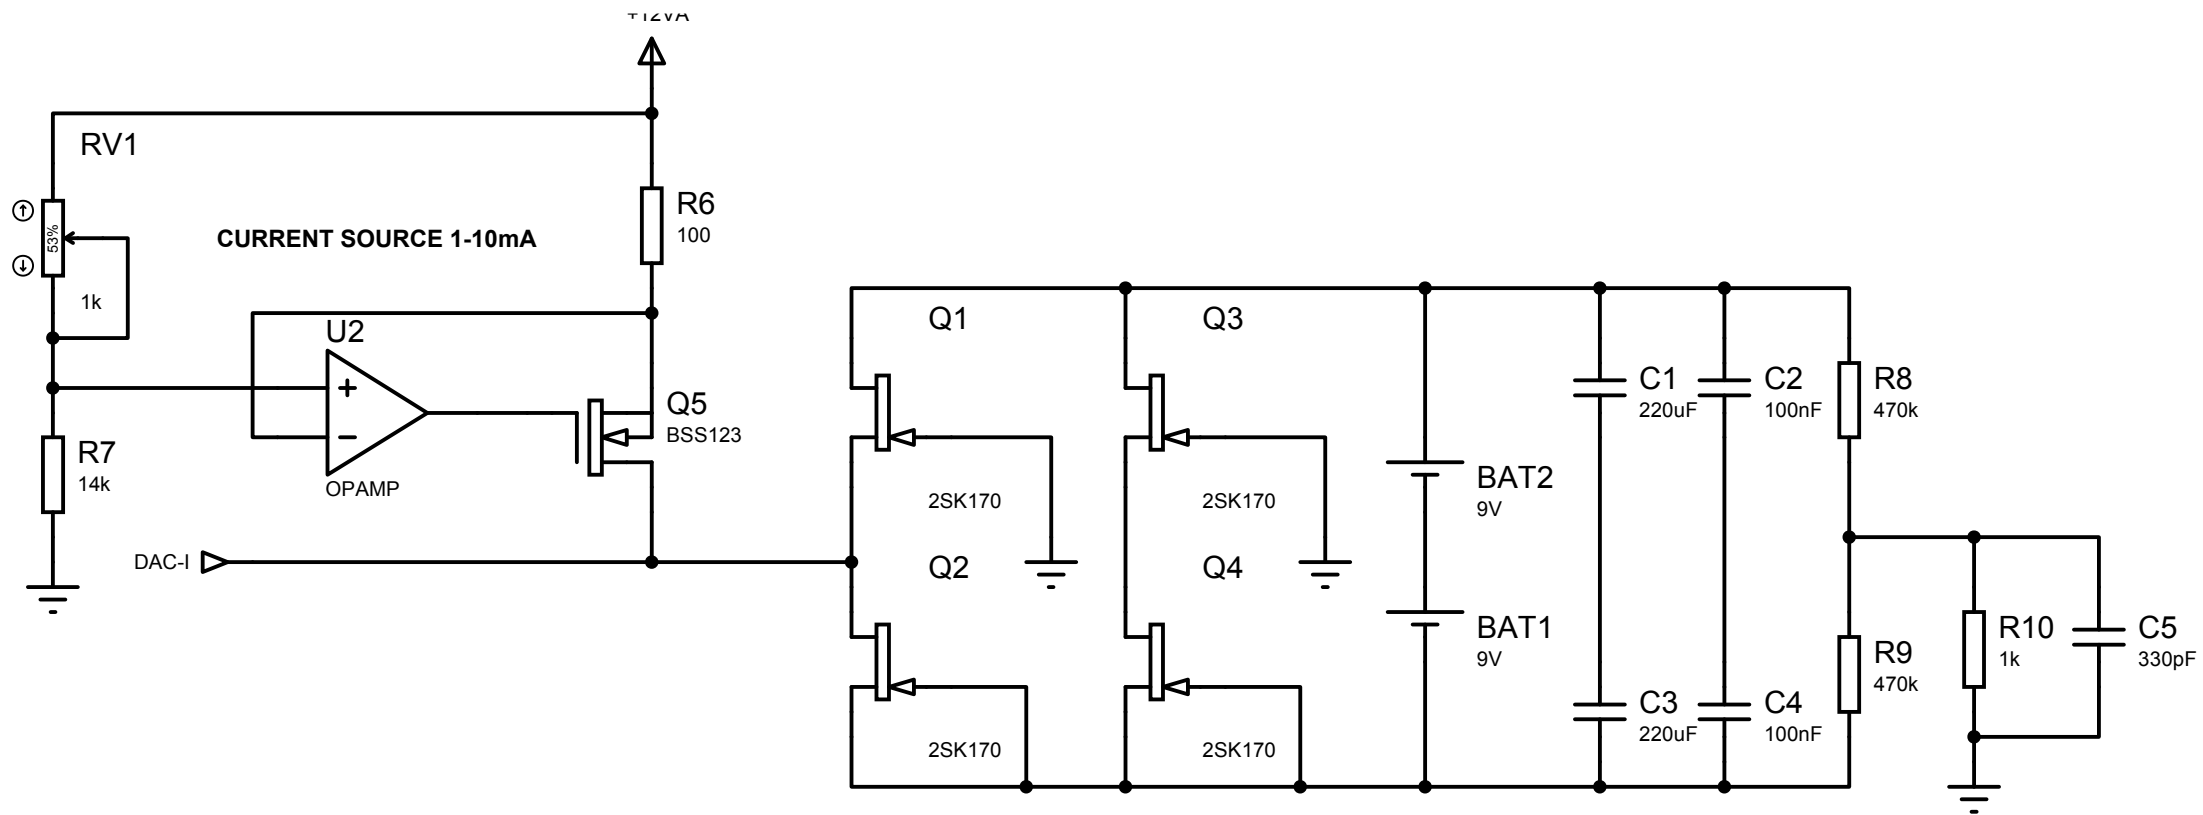 +12VA
RV1
53%
1k
CURRENT SOURCE 1-10mA
R6
100
U2
+
−
OPAMP
Q5
BSS123
R7
14k
DAC-I
Q1
2SK170
Q3
2SK170
Q2
2SK170
Q4
2SK170
BAT2
9V
BAT1
9V
C1
220uF
C2
100nF
C3
220uF
C4
100nF
R8
470k
R9
470k
R10
1k
C5
330pF